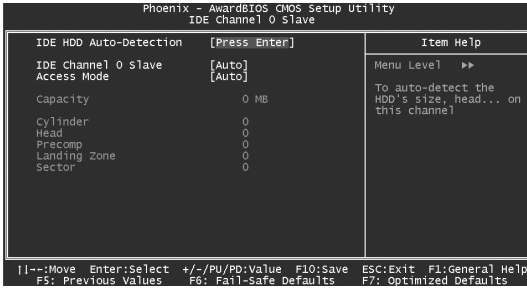 Phoenix - AwardBIOS CMOS Setup Utility
IDE Channel 0 Slave
IDE HDD Auto-Detection [Press Enter]
IDE Channel 0 Slave [Auto]
Access Mode [Auto]
Capacity 0 MB
Cylinder 0
Head 0
Precomp 0
Landing Zone 0
Sector 0
Item Help
Menu Level ▶▶
To auto-detect the
HDD's size, head... on
this channel
↑↓→←:Move Enter:Select +/-/PU/PD:Value F10:Save ESC:Exit F1:General Help
F5: Previous Values F6: Fail-Safe Defaults F7: Optimized Defaults